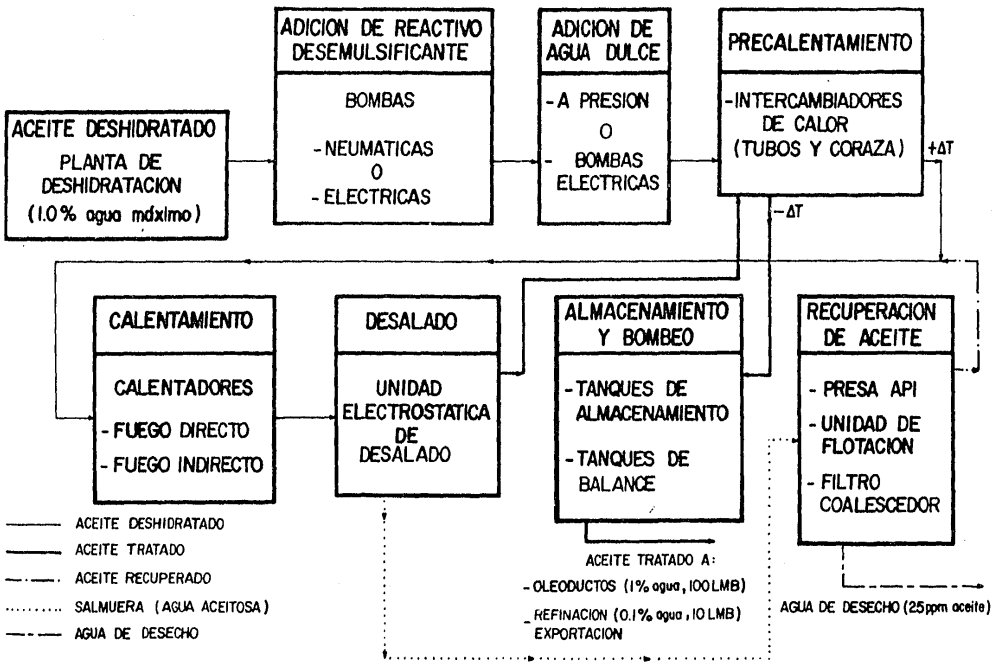 ADICION DE REACTIVO
DESEMULSIFICANTE
BOMBAS
- NEUMATICAS
O
- ELECTRICAS
ADICION DE
AGUA DULCE
- A PRESION
O
- BOMBAS
ELECTRICAS
PRECALENTAMIENTO
- INTERCAMBIADORES
DE CALOR
(TUBOS Y CORAZA)
+ΔT
-ΔT
ACEITE DESHIDRATADO
PLANTA DE
DESHIDRATACION
(1.0% agua máximo)
CALENTAMIENTO
CALENTADORES
- FUEGO DIRECTO
- FUEGO INDIRECTO
DESALADO
UNIDAD
ELECTROSTATICA
DE
DESALADO
ALMACENAMIENTO
Y BOMBEO
- TANQUES DE
ALMACENAMIENTO
- TANQUES DE
BALANCE
RECUPERACION
DE ACEITE
- PRESA API
- UNIDAD DE
FLOTACION
- FILTRO
COALESCEDOR
ACEITE DESHIDRATADO
ACEITE TRATADO
ACEITE RECUPERADO
SALMUERA (AGUA ACEITOSA)
AGUA DE DESECHO
ACEITE TRATADO A:
- OLEODUCTOS (1% agua, 100 LMB)
- REFINACION (0.1% agua, 10 LMB)
EXPORTACION
AGUA DE DESECHO (25ppm aceite)